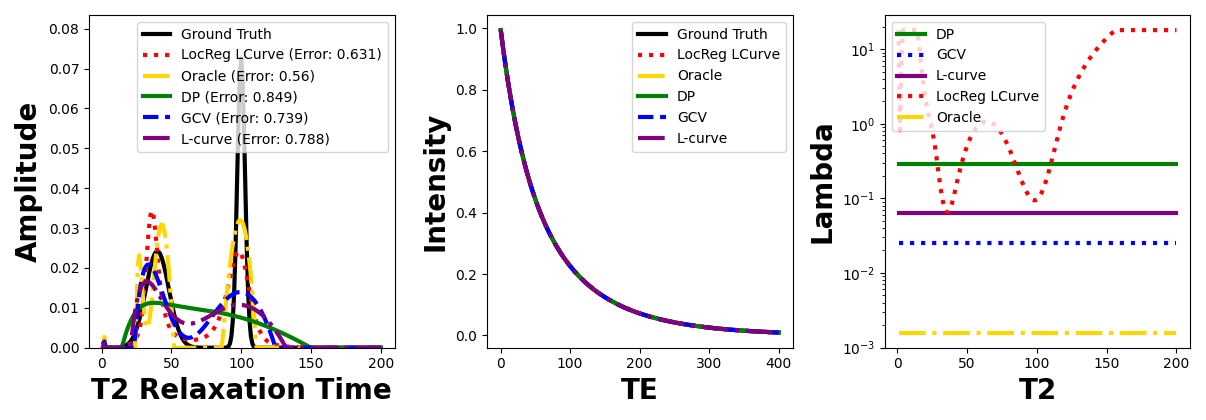 Amplitude
0.08
0.07
0.06
0.05
0.04
0.03
0.02
0.01
0.00
Ground Truth
LocReg LCurve (Error: 0.631)
Oracle (Error: 0.56)
DP (Error: 0.849)
GCV (Error: 0.739)
L-curve (Error: 0.788)
0 50 100 150 200
T2 Relaxation Time
Intensity
1.0
0.8
0.6
0.4
0.2
0.0
Ground Truth
LocReg LCurve
Oracle
DP
GCV
L-curve
0 100 200 300 400
TE
Lambda
10¹
10⁰
10⁻¹
10⁻²
10⁻³
DP
GCV
L-curve
LocReg LCurve
Oracle
0 50 100 150 200
T2